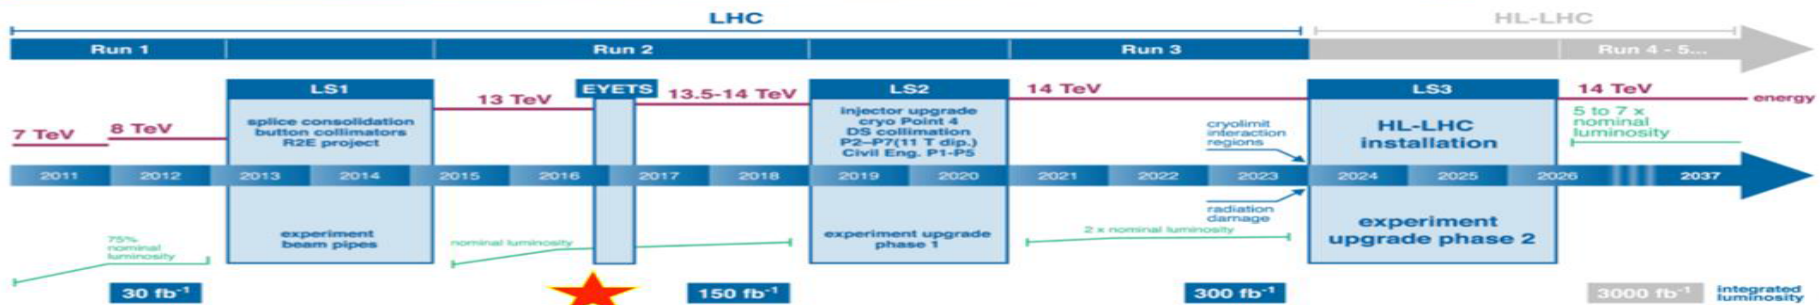 LHC
HL-LHC
Run 1
Run 2
Run 3
Run 4 - 5...
LS1
EYETS
LS2
LS3
13 TeV
13.5-14 TeV
14 TeV
14 TeV
energy
7 TeV
8 TeV
splice consolidation
button collimators
R2E project
injector upgrade
cryo Point 4
DS collimation
P2-P7(11 T dip.)
Civil Eng. P1-P5
cryolimit
interaction
regions
HL-LHC
installation
5 to 7 x
nominal
luminosity
2011
2012
2013
2014
2015
2016
2017
2018
2019
2020
2021
2022
2023
2024
2025
2026
2037
radiation
damage
75%
nominal
luminosity
experiment
beam pipes
nominal luminosity
experiment upgrade
phase 1
2 x nominal luminosity
experiment
upgrade phase 2
30 fb⁻¹
150 fb⁻¹
300 fb⁻¹
3000 fb⁻¹
integrated
luminosity